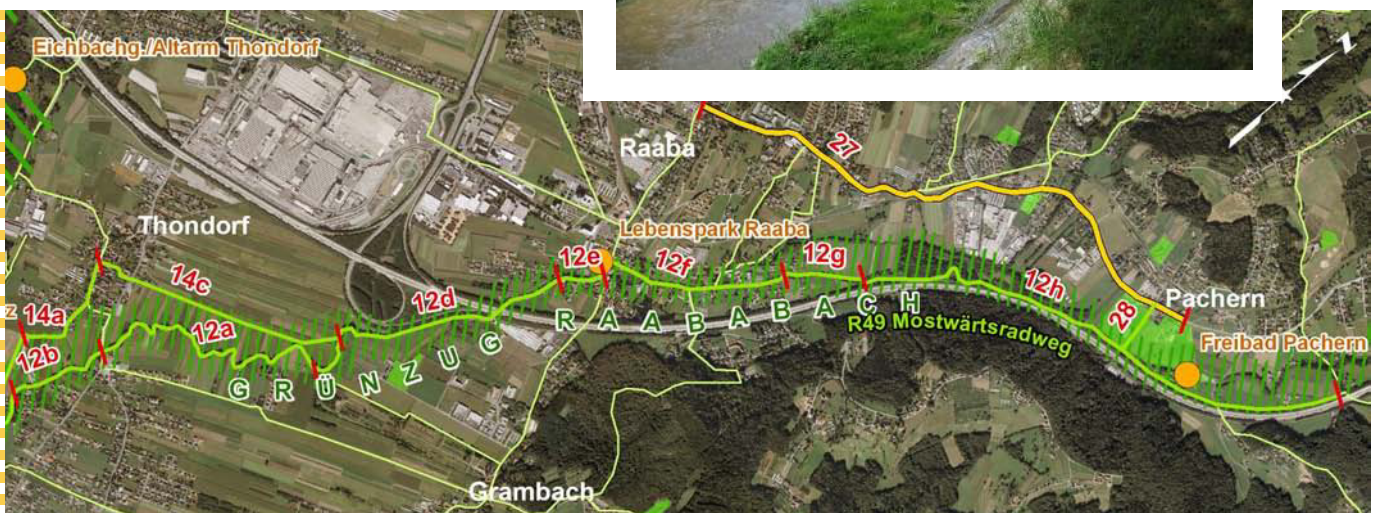 Eichbachg./Altarm Thondorf
Raaba
27
Thondorf
Lebenspark Raaba
14c
12e
12f
12g
12d
12h
Pachern
z
14a
12a
28
12b
R49 Mostwärtsradweg
Freibad Pachern
GRÜNZUG RAABABACH
Grambach